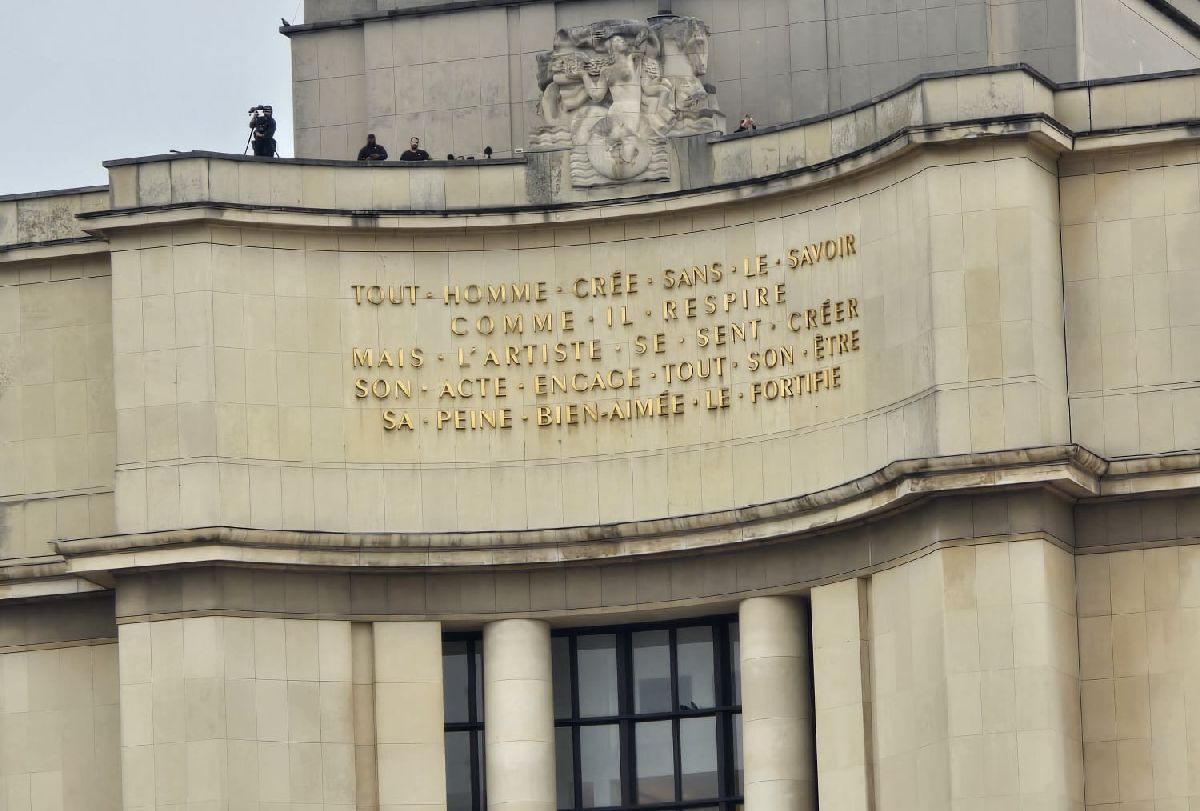 TOUT · HOMME · CRÉE · SANS · LE · SAVOIR
COMME · IL · RESPIRE
MAIS · L'ARTISTE · SE · SENT · CRÉER
SON · ACTE · ENGAGE · TOUT · SON · ÊTRE
SA · PEINE · BIEN-AIMÉE · LE · FORTIFIE